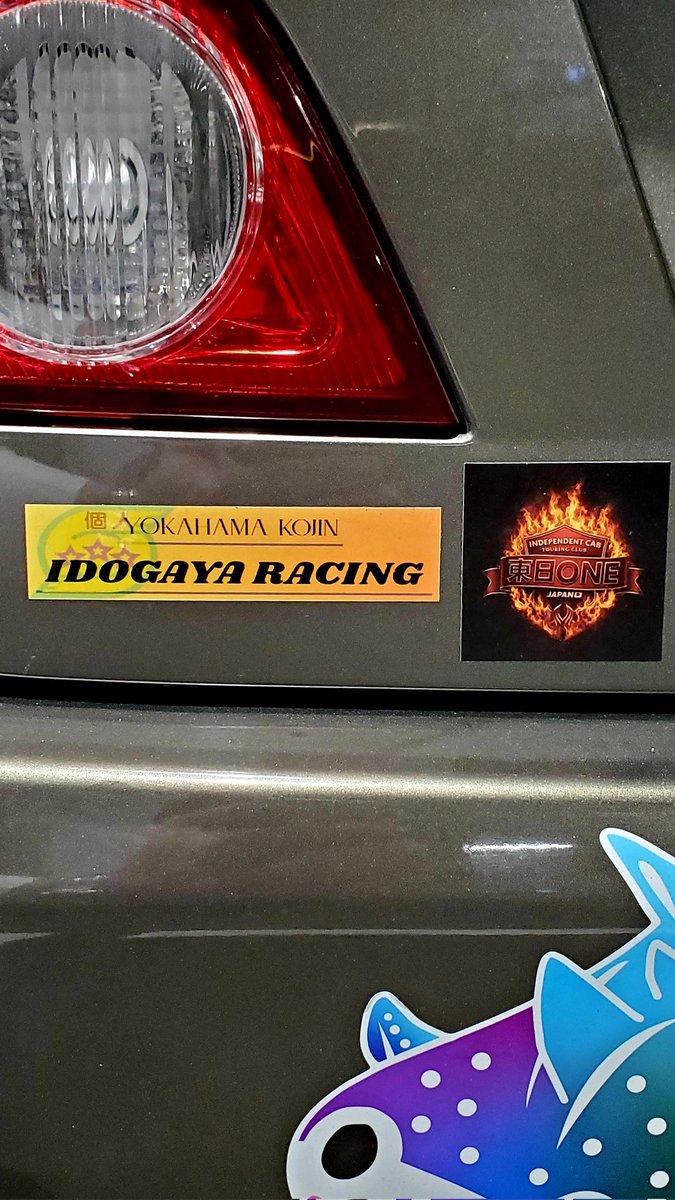 個 YOKAHAMA KOJIN
IDOGAYA RACING
INDEPENDENT CAB
TOURING CLUB
東日ONE
JAPAN